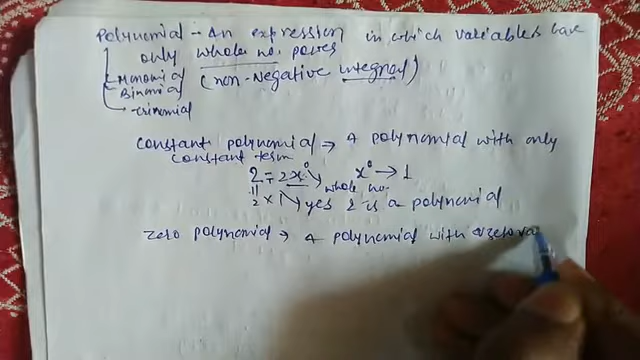 Polynomial - An expression in which variables have
only whole no. powers
Monomial (non-Negative integral)
Binomial
Trinomial
Constant polynomial → A polynomial with only
constant term
2 = 2x⁰ x⁰ → 1
whole no.
2 × 1 yes 2 is a polynomial
Zero polynomial → A polynomial with zero